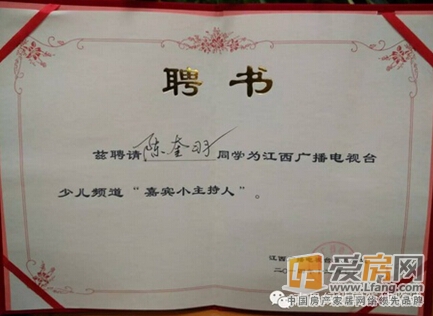 聘书
兹聘请陈奎羽同学为江西广播电视台
少儿频道“嘉宾小主持人”。
江西
二〇
爱房网
www.Lfang.com
中国房产家居网络领先品牌